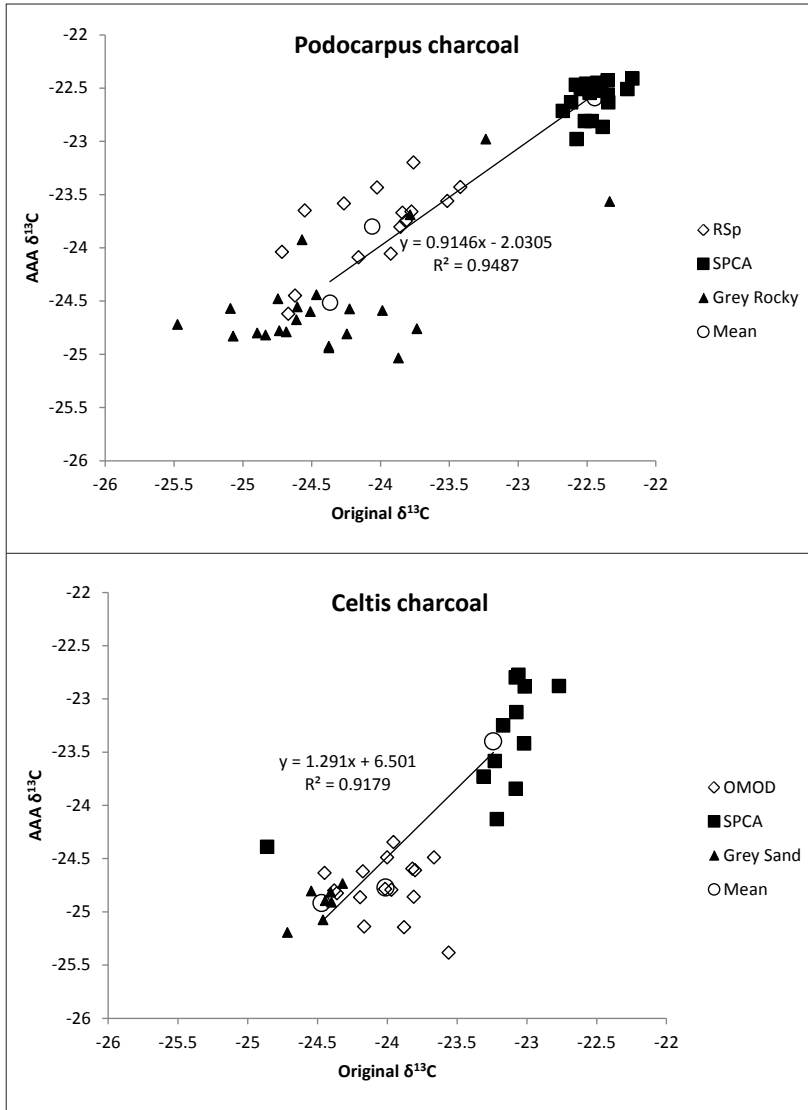 Podocarpus charcoal
-22
-22.5
-23
-23.5
-24
-24.5
-25
-25.5
-26
AAA δ¹³C
y = 0.9146x - 2.0305
R² = 0.9487
RSp
SPCA
Grey Rocky
Mean
-26 -25.5 -25 -24.5 -24 -23.5 -23 -22.5 -22
Original δ¹³C
Celtis charcoal
-22
-22.5
-23
-23.5
-24
-24.5
-25
-25.5
-26
AAA δ¹³C
y = 1.291x + 6.501
R² = 0.9179
OMOD
SPCA
Grey Sand
Mean
-26 -25.5 -25 -24.5 -24 -23.5 -23 -22.5 -22
Original δ¹³C